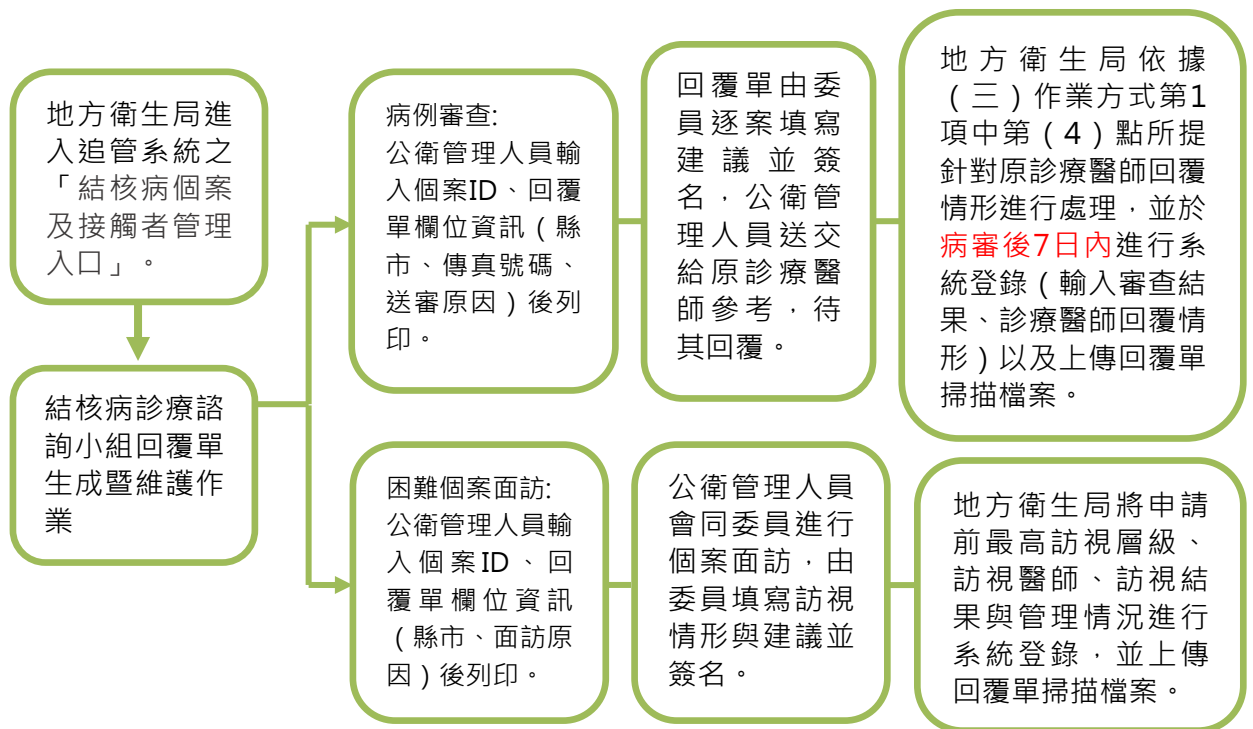 地方衛生局進
入追管系統之
「結核病個案
及接觸者管理
入口」。
結核病診療諮
詢小組回覆單
生成暨維護作
業
病例審查:
公衛管理人員輸
入個案ID、回覆
單欄位資訊（縣
市、傳真號碼、
送審原因）後列
印。
回覆單由委
員逐案填寫
建議並簽
名，公衛管
理人員送交
給原診療醫
師參考，待
其回覆。
地方衛生局依據
（三）作業方式第1
項中第（4）點所提
針對原診療醫師回覆
情形進行處理，並於
病審後7日內進行系
統登錄（輸入審查結
果、診療醫師回覆情
形）以及上傳回覆單
掃描檔案。
困難個案面訪:
公衛管理人員輸
入個案ID、回
覆單欄位資訊
（縣市、面訪原
因）後列印。
公衛管理人員
會同委員進行
個案面訪，由
委員填寫訪視
情形與建議並
簽名。
地方衛生局將申請
前最高訪視層級、
訪視醫師、訪視結
果與管理情況進行
系統登錄，並上傳
回覆單掃描檔案。